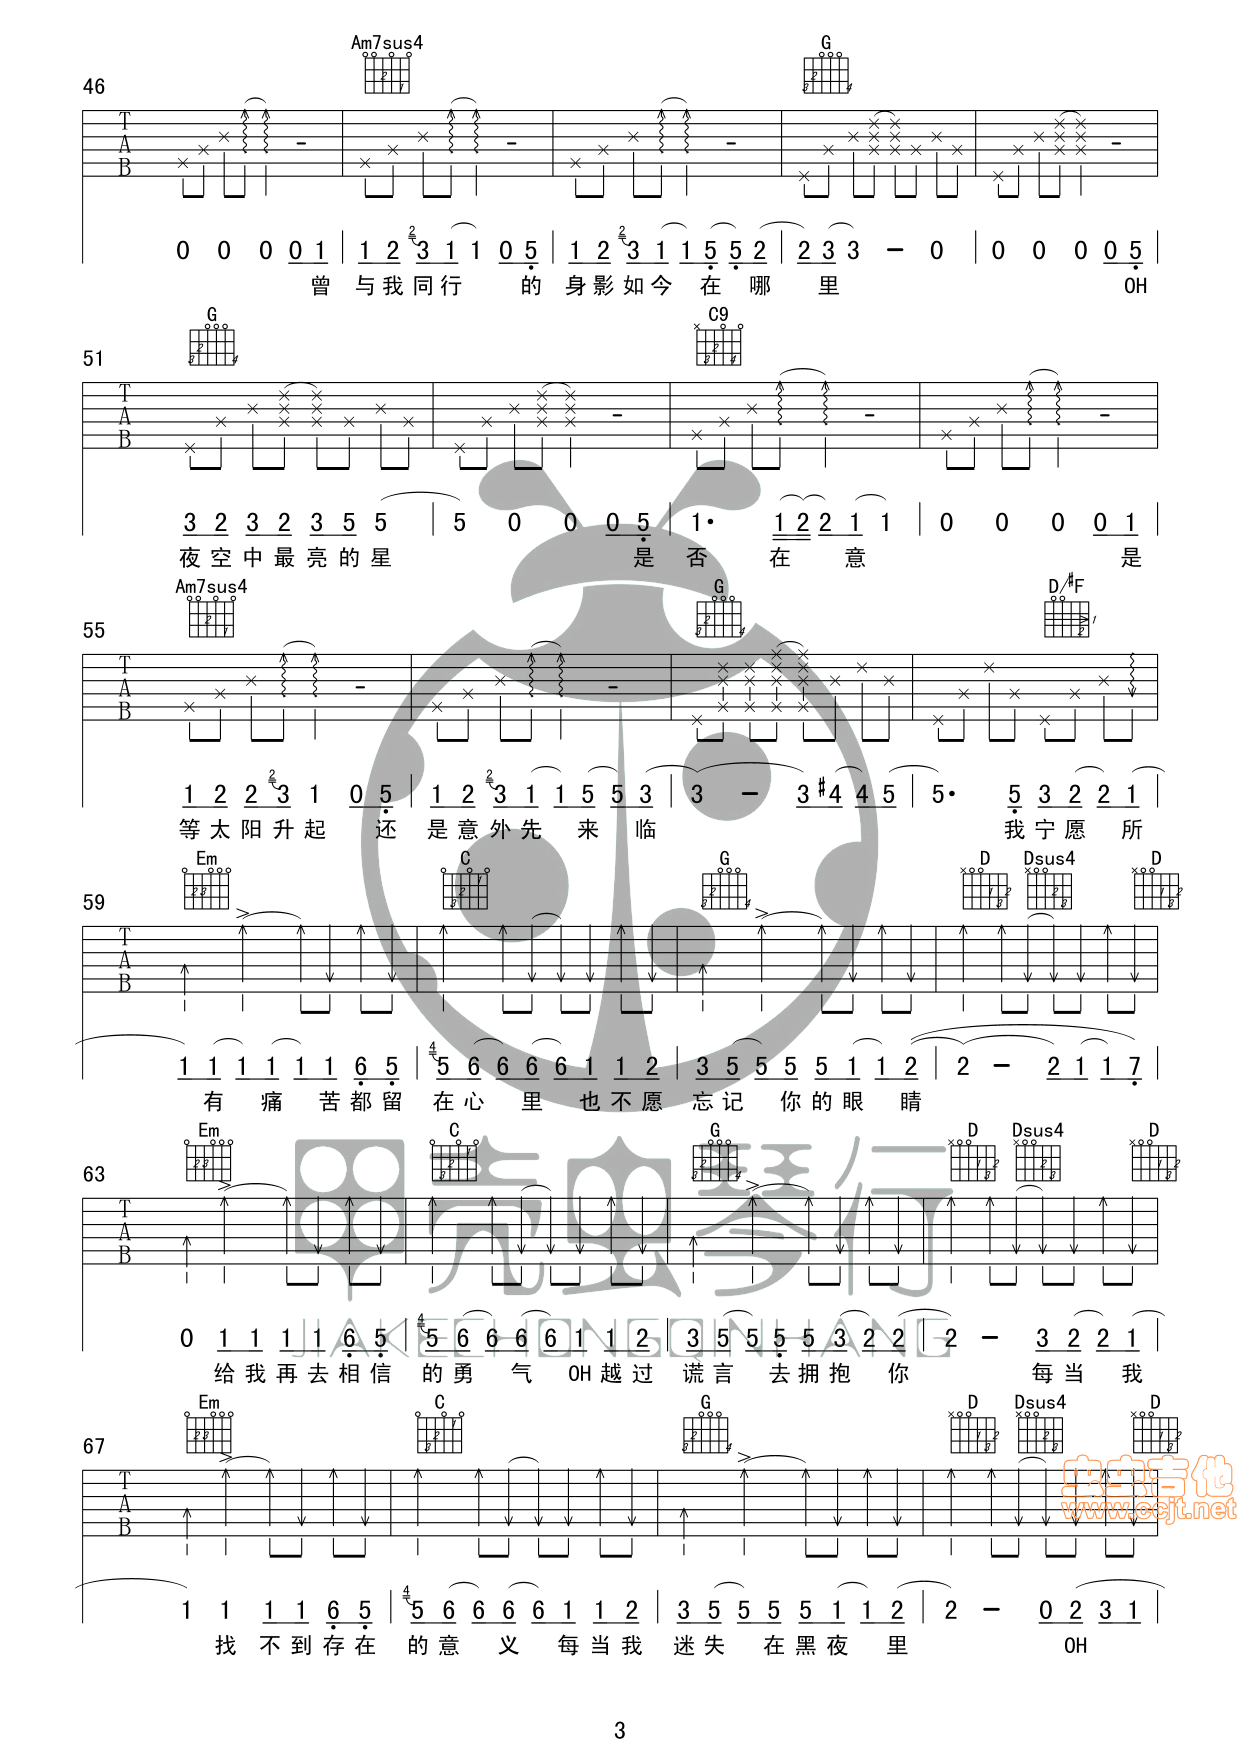 Am7sus4 G
46
T
A
B
0 0 0 0 1 | 1 2 2 3 1 1 0 5 | 1 2 2 3 1 1 5 5 2 | 2 3 3 - 0 | 0 0 0 0 5 |
曾 与我同行 的 身影如今 在 哪 里 OH
G C9
51
T
A
B
3 2 3 2 3 5 5 | 5 0 0 0 5 | 1• 1 2 2 1 1 | 0 0 0 0 1 |
夜空中最亮的星 是 否 在 意 是
Am7sus4 G D/#F
55
T
A
B
1 2 2 2 3 1 0 5 | 1 2 2 3 1 1 5 5 3 | 3 - 3 #4 4 5 | 5• 5 3 2 2 1 |
等太阳升起 还 是意外先 来 临 我宁愿 所
Em C G D Dsus4 D
59
T
A
B
1 1 1 1 1 1 6 5 | 4 5 6 6 6 6 1 1 2 | 3 5 5 5 5 1 1 2 | 2 - 2 1 1 7 |
有 痛 苦都留 在心 里 也不愿 忘记 你的眼 睛
Em C G D Dsus4 D
甲壳虫琴行
63
T
A
B
0 1 1 1 1 6 5 | 4 5 6 6 6 6 1 1 2 | 3 5 5 5 5 3 2 2 | 2 - 3 2 2 1 |
JIAKECHONGQINHANG
给我再去相信 的勇 气 OH越过 谎言 去拥抱 你 每当 我
Em C G D Dsus4 D
67
T
A
B
虫虫吉他
www.ccjt.net
1 1 1 1 6 5 | 4 5 6 6 6 6 1 1 2 | 3 5 5 5 5 1 1 2 | 2 - 0 2 3 1 |
找 不到存在 的意 义 每当我 迷失 在黑夜 里 OH
3